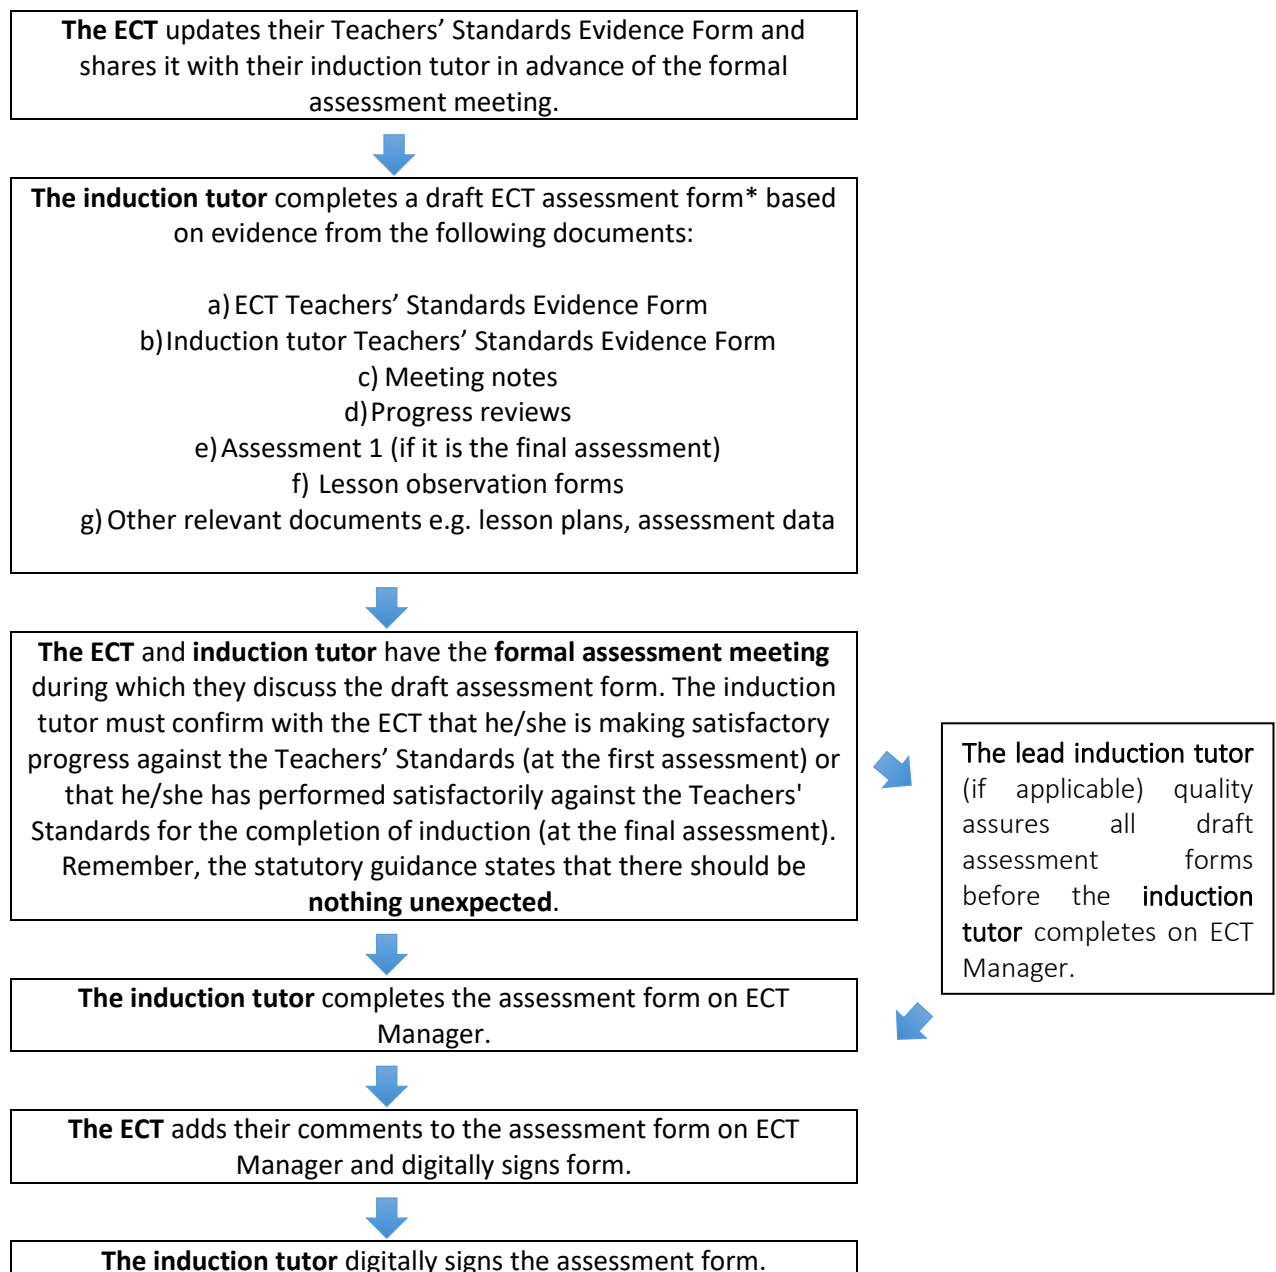 The ECT updates their Teachers’ Standards Evidence Form and
shares it with their induction tutor in advance of the formal
assessment meeting.
The induction tutor completes a draft ECT assessment form* based
on evidence from the following documents:
a) ECT Teachers’ Standards Evidence Form
b) Induction tutor Teachers’ Standards Evidence Form
c) Meeting notes
d) Progress reviews
e) Assessment 1 (if it is the final assessment)
f) Lesson observation forms
g) Other relevant documents e.g. lesson plans, assessment data
The ECT and induction tutor have the formal assessment meeting
during which they discuss the draft assessment form. The induction
tutor must confirm with the ECT that he/she is making satisfactory
progress against the Teachers’ Standards (at the first assessment) or
that he/she has performed satisfactorily against the Teachers'
Standards for the completion of induction (at the final assessment).
Remember, the statutory guidance states that there should be
nothing unexpected.
The lead induction tutor
(if applicable) quality
assures all draft
assessment forms
before the induction
tutor completes on ECT
Manager.
The induction tutor completes the assessment form on ECT
Manager.
The ECT adds their comments to the assessment form on ECT
Manager and digitally signs form.
The induction tutor digitally signs the assessment form.